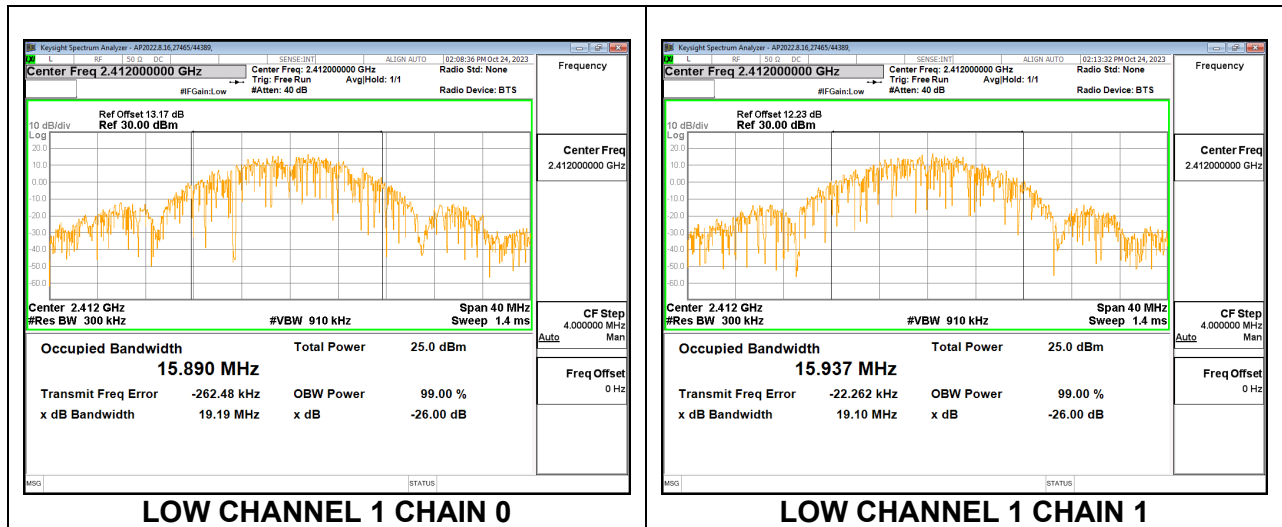 Keysight Spectrum Analyzer - AP2022.8.16,27465/44389,
L RF 50 Ω DC SENSE:INT ALIGN AUTO 02:08:36 PM Oct 24, 2023
Center Freq 2.412000000 GHz Center Freq: 2.412000000 GHz Radio Std: None Frequency
Trig: Free Run Avg|Hold: 1/1
#IFGain:Low #Atten: 40 dB Radio Device: BTS
Ref Offset 13.17 dB
10 dB/div Ref 30.00 dBm
Log
20.0
10.0
0.00
-10.0
-20.0
-30.0
-40.0
-50.0
-60.0
Center Freq
2.412000000 GHz
Center 2.412 GHz Span 40 MHz
#Res BW 300 kHz #VBW 910 kHz Sweep 1.4 ms
CF Step
4.000000 MHz
Auto Man
Freq Offset
0 Hz
Occupied Bandwidth Total Power 25.0 dBm
15.890 MHz
Transmit Freq Error -262.48 kHz OBW Power 99.00 %
x dB Bandwidth 19.19 MHz x dB -26.00 dB
MSG STATUS
LOW CHANNEL 1 CHAIN 0
Keysight Spectrum Analyzer - AP2022.8.16,27465/44389,
L RF 50 Ω DC SENSE:INT ALIGN AUTO 02:13:32 PM Oct 24, 2023
Center Freq 2.412000000 GHz Center Freq: 2.412000000 GHz Radio Std: None Frequency
Trig: Free Run Avg|Hold: 1/1
#IFGain:Low #Atten: 40 dB Radio Device: BTS
Ref Offset 12.23 dB
10 dB/div Ref 30.00 dBm
Log
20.0
10.0
0.00
-10.0
-20.0
-30.0
-40.0
-50.0
-60.0
Center Freq
2.412000000 GHz
Center 2.412 GHz Span 40 MHz
#Res BW 300 kHz #VBW 910 kHz Sweep 1.4 ms
CF Step
4.000000 MHz
Auto Man
Freq Offset
0 Hz
Occupied Bandwidth Total Power 25.0 dBm
15.937 MHz
Transmit Freq Error -22.262 kHz OBW Power 99.00 %
x dB Bandwidth 19.10 MHz x dB -26.00 dB
MSG STATUS
LOW CHANNEL 1 CHAIN 1